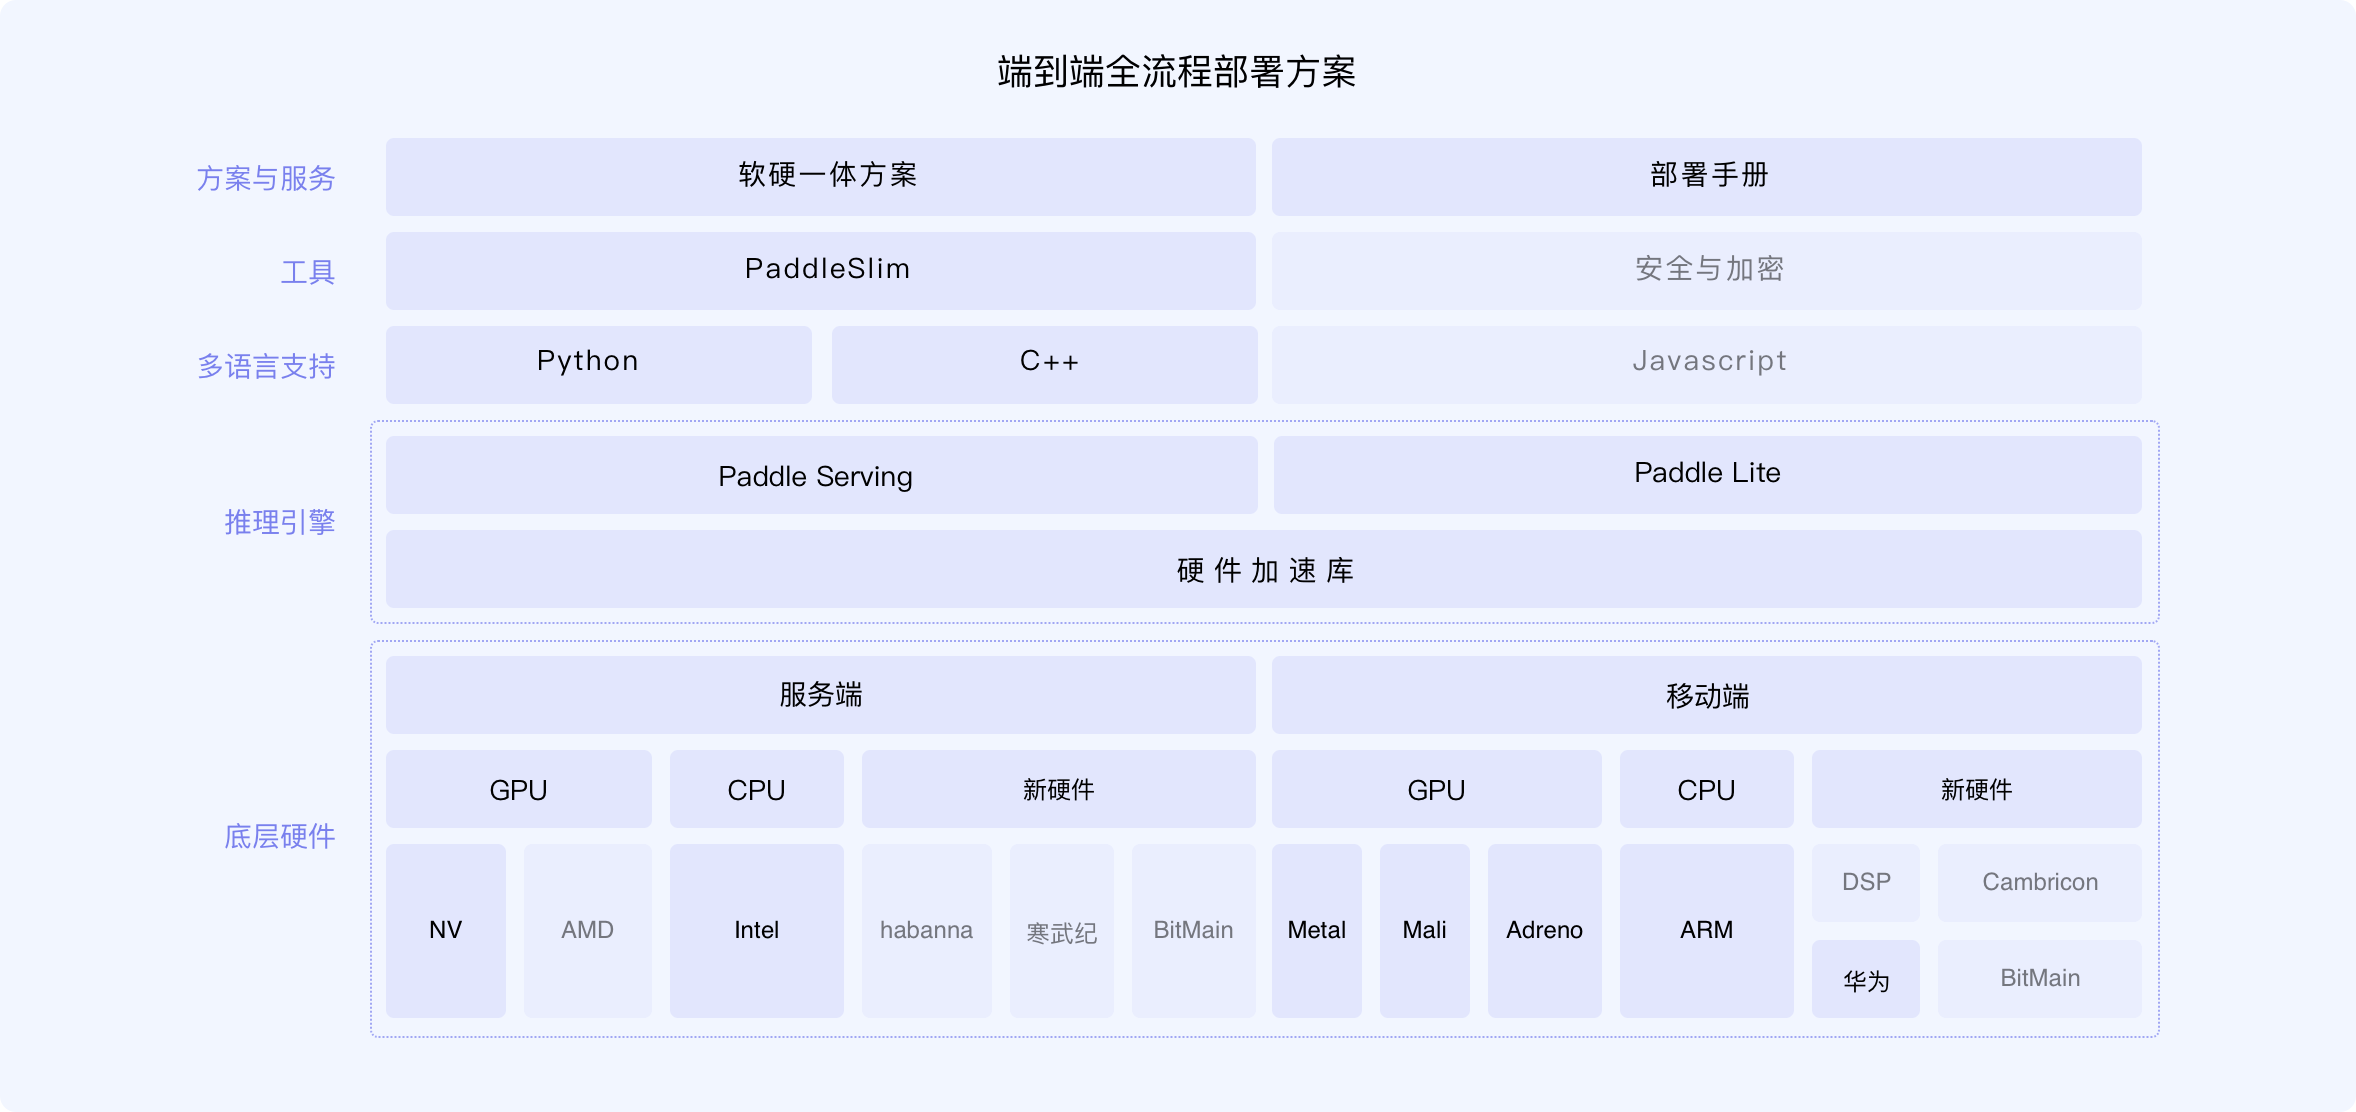 端到端全流程部署方案
方案与服务
软硬一体方案
部署手册
工具
PaddleSlim
安全与加密
多语言支持
Python
C++
Javascript
推理引擎
Paddle Serving
Paddle Lite
硬件加速库
底层硬件
服务端
移动端
GPU
CPU
新硬件
GPU
CPU
新硬件
NV
AMD
Intel
habanna
寒武纪
BitMain
Metal
Mali
Adreno
ARM
DSP
Cambricon
华为
BitMain